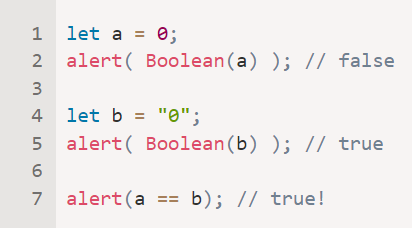 1 let a = 0;
2 alert( Boolean(a) ); // false
3
4 let b = "0";
5 alert( Boolean(b) ); // true
6
7 alert(a == b); // true!